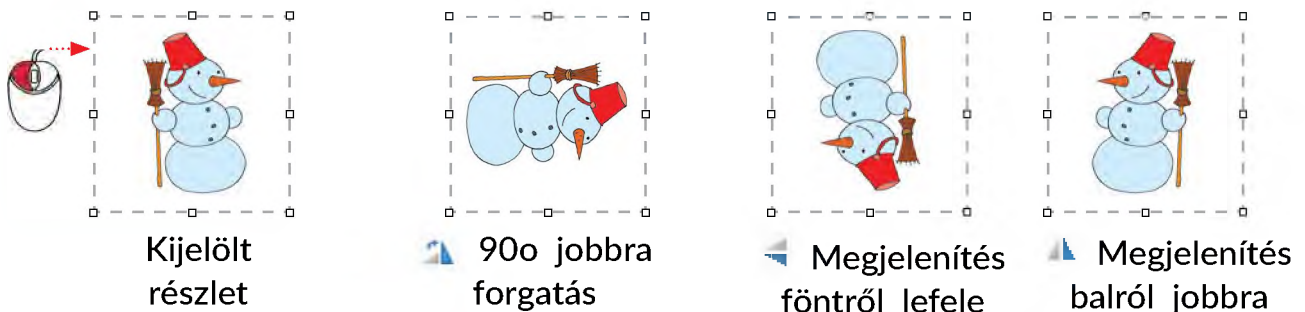 Kijelölt
részlet
90o jobbra
forgatás
Megjelenítés
föntről lefele
Megjelenítés
balról jobbra